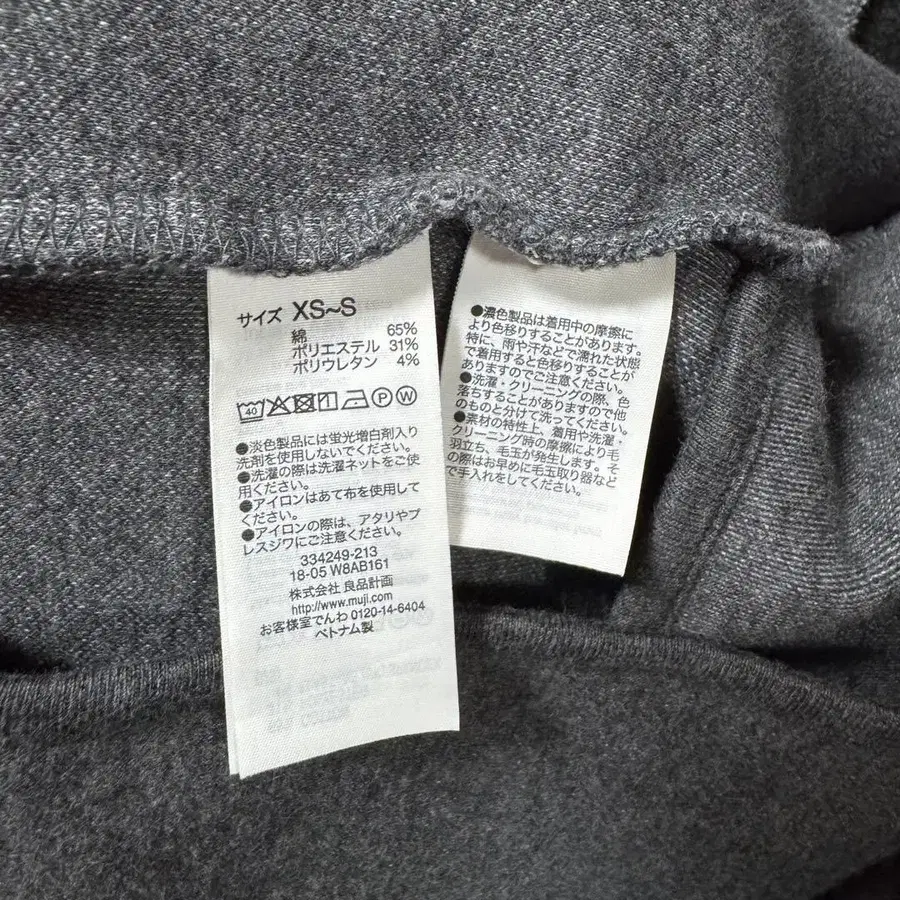 サイズ XS~S
綿 65%
ポリエステル 31%
ポリウレタン 4%
40 P W
●淡色製品には蛍光増白剤入り
洗剤を使用しないでください。
●洗濯の際は洗濯ネットをご使
用ください。
●アイロンはあて布を使用して
ください。
●アイロンの際は、アタリやプ
レスジワにご注意ください。
334249-213
18-05 W8AB161
株式会社 良品計画
http://www.muji.com
お客様室でんわ 0120-14-6404
ベトナム製
●濃色製品は着用中の摩擦に
より色移りすることがあります。
特に、雨や汗などで濡れた状態
で着用すると色移りすることが
ありますのでご注意ください。
●洗濯・クリーニングの際、色
落ちすることがありますので他
のものと分けて洗ってください。
●素材の特性上、着用や洗濯・
クリーニング時の摩擦により毛
羽立ち、毛玉が発生します。そ
の際はお早めに毛玉取り器など
で手入れをしてください。